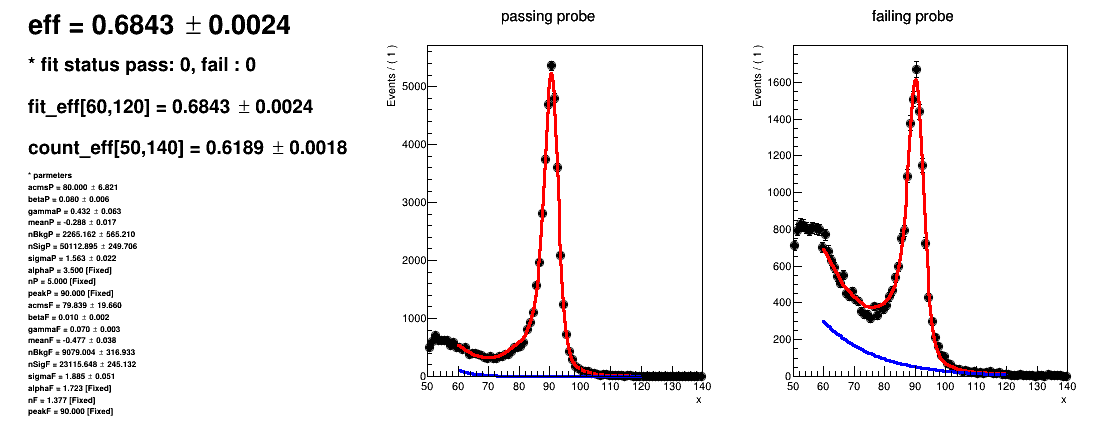 eff = 0.6843 ± 0.0024
* fit status pass: 0, fail : 0
fit_eff[60,120] = 0.6843 ± 0.0024
count_eff[50,140] = 0.6189 ± 0.0018
* parmeters
acmsP = 80.000 ± 6.821
betaP = 0.080 ± 0.006
gammaP = 0.432 ± 0.063
meanP = -0.288 ± 0.017
nBkgP = 2265.162 ± 565.210
nSigP = 50112.895 ± 249.706
sigmaP = 1.563 ± 0.022
alphaP = 3.500 [Fixed]
nP = 5.000 [Fixed]
peakP = 90.000 [Fixed]
acmsF = 79.839 ± 19.660
betaF = 0.010 ± 0.002
gammaF = 0.070 ± 0.003
meanF = -0.477 ± 0.038
nBkgF = 9079.004 ± 316.933
nSigF = 23115.648 ± 245.132
sigmaF = 1.885 ± 0.051
alphaF = 1.723 [Fixed]
nF = 1.377 [Fixed]
peakF = 90.000 [Fixed]
passing probe
Events / ( 1 )
5000
4000
3000
2000
1000
0
50 60 70 80 90 100 110 120 130 140
x
failing probe
Events / ( 1 )
1600
1400
1200
1000
800
600
400
200
0
50 60 70 80 90 100 110 120 130 140
x